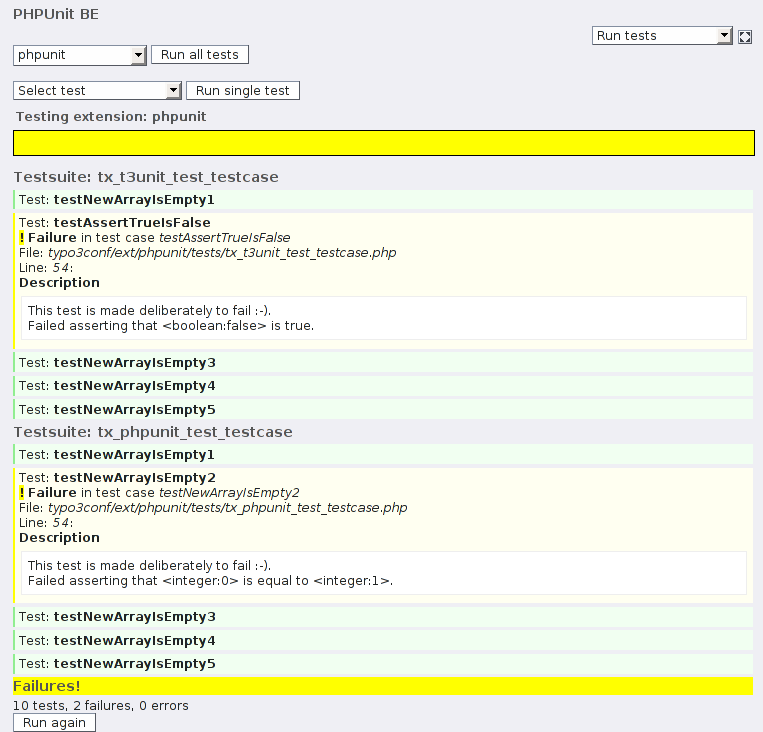 PHPUnit BE
Run tests
phpunit Run all tests
Select test Run single test
Testing extension: phpunit
Testsuite: tx_t3unit_test_testcase
Test: testNewArrayIsEmpty1
Test: testAssertTrueIsFalse
! Failure in test case testAssertTrueIsFalse
File: typo3conf/ext/phpunit/tests/tx_t3unit_test_testcase.php
Line: 54:
Description
This test is made deliberately to fail :-).
Failed asserting that <boolean:false> is true.
Test: testNewArrayIsEmpty3
Test: testNewArrayIsEmpty4
Test: testNewArrayIsEmpty5
Testsuite: tx_phpunit_test_testcase
Test: testNewArrayIsEmpty1
Test: testNewArrayIsEmpty2
! Failure in test case testNewArrayIsEmpty2
File: typo3conf/ext/phpunit/tests/tx_phpunit_test_testcase.php
Line: 54:
Description
This test is made deliberately to fail :-).
Failed asserting that <integer:0> is equal to <integer:1>.
Test: testNewArrayIsEmpty3
Test: testNewArrayIsEmpty4
Test: testNewArrayIsEmpty5
Failures!
10 tests, 2 failures, 0 errors
Run again